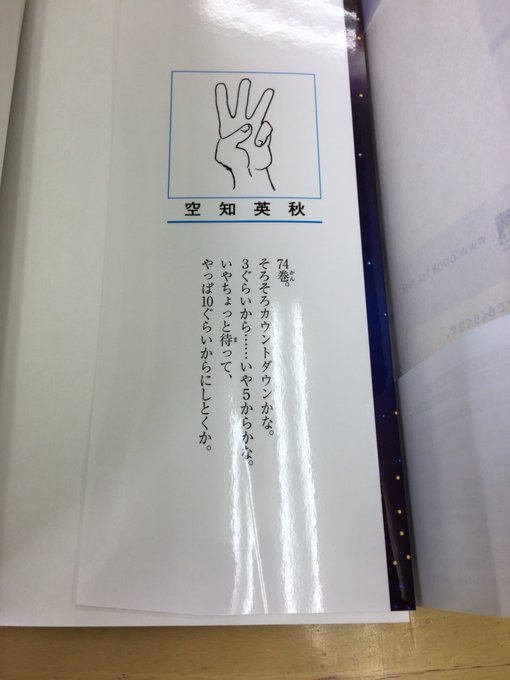 空知英秋
74巻。
そろそろカウントダウンかな。
3ぐらいから……いや5からかな。
いやちょっと待って、
やっぱ10ぐらいからにしとくか。